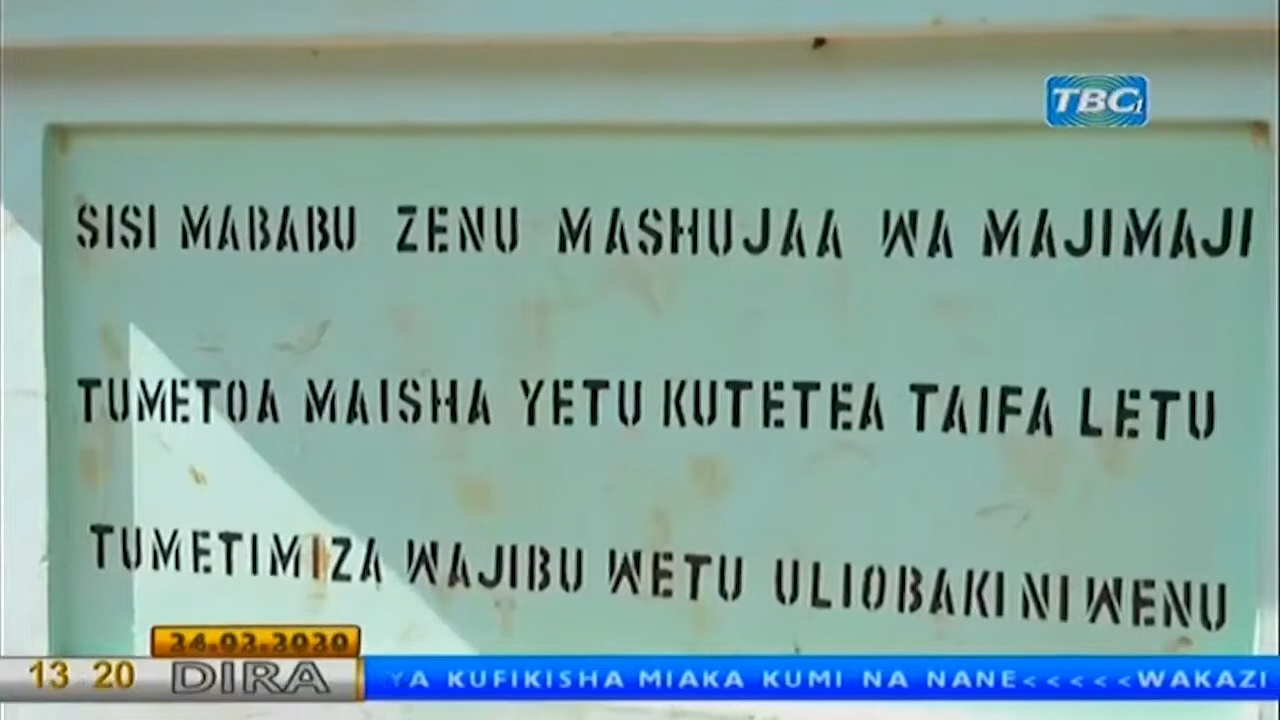 TBC1
SISI MABABU ZENU MASHUJAA WA MAJIMAJI
TUMETOA MAISHA YETU KUTETEA TAIFA LETU
TUMETIMIZA WAJIBU WETU ULIOBAKI NI WENU
24.02.2020
13 20 DIRA YA KUFIKISHA MIAKA KUMI NA NANE<<<<<WAKAZI